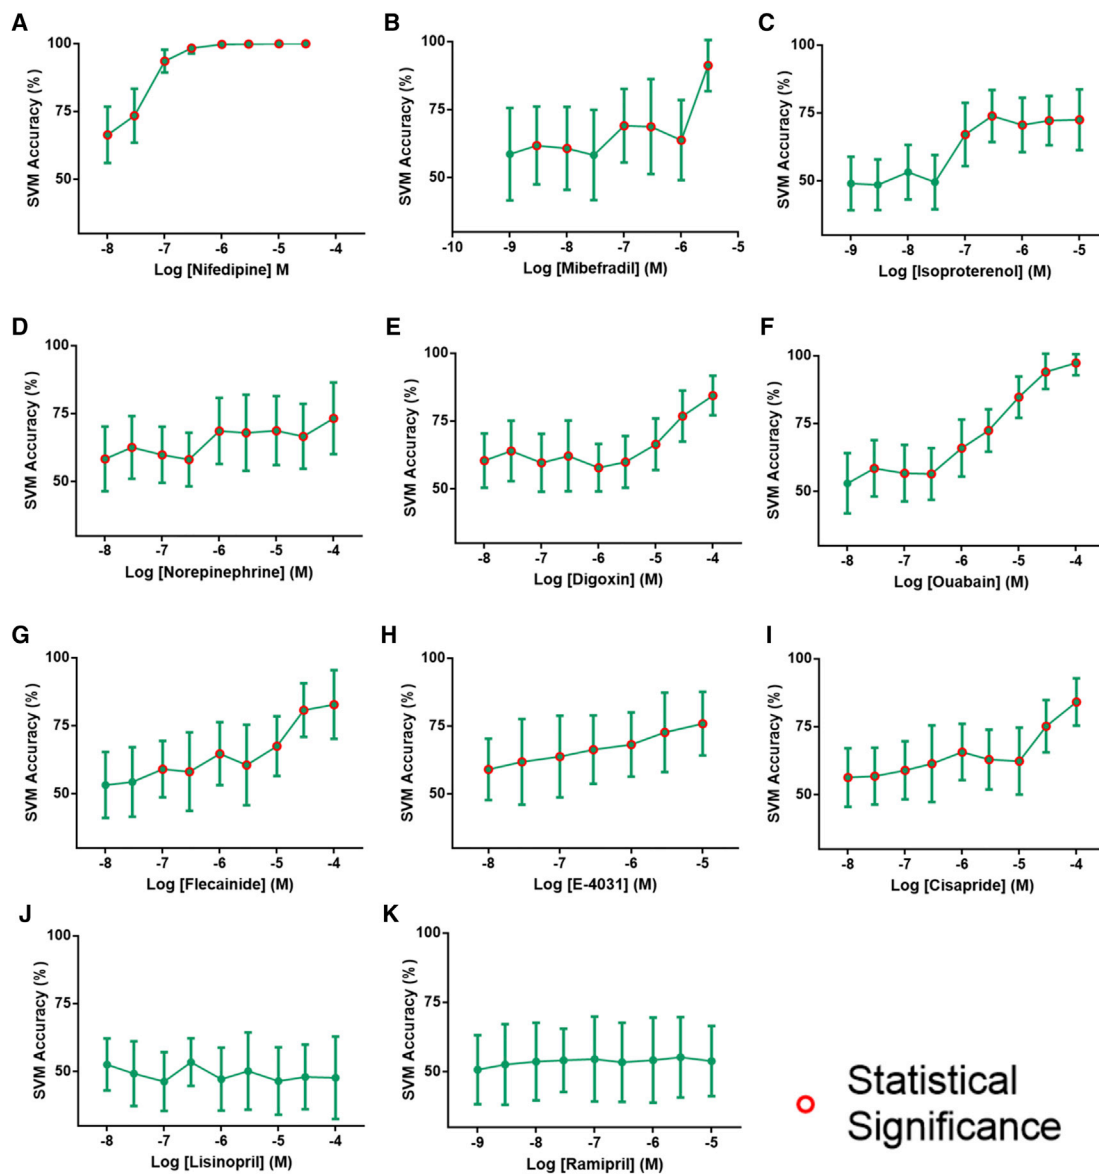 A
SVM Accuracy (%)
100
75
50
-8 -7 -6 -5 -4
Log [Nifedipine] M
B
SVM Accuracy (%)
100
75
50
-10 -9 -8 -7 -6 -5
Log [Mibefradil] (M)
C
SVM Accuracy (%)
100
75
50
-9 -8 -7 -6 -5
Log [Isoproterenol] (M)
D
SVM Accuracy (%)
100
75
50
-8 -7 -6 -5 -4
Log [Norepinephrine] (M)
E
SVM Accuracy (%)
100
75
50
-8 -7 -6 -5 -4
Log [Digoxin] (M)
F
SVM Accuracy (%)
100
75
50
-8 -7 -6 -5 -4
Log [Ouabain] (M)
G
SVM Accuracy (%)
100
75
50
-8 -7 -6 -5 -4
Log [Flecainide] (M)
H
SVM Accuracy (%)
100
75
50
-8 -7 -6 -5
Log [E-4031] (M)
I
SVM Accuracy (%)
100
75
50
-8 -7 -6 -5 -4
Log [Cisapride] (M)
J
SVM Accuracy (%)
100
75
50
-8 -7 -6 -5 -4
Log [Lisinopril] (M)
K
SVM Accuracy (%)
100
75
50
-9 -8 -7 -6 -5
Log [Ramipril] (M)
Statistical
Significance